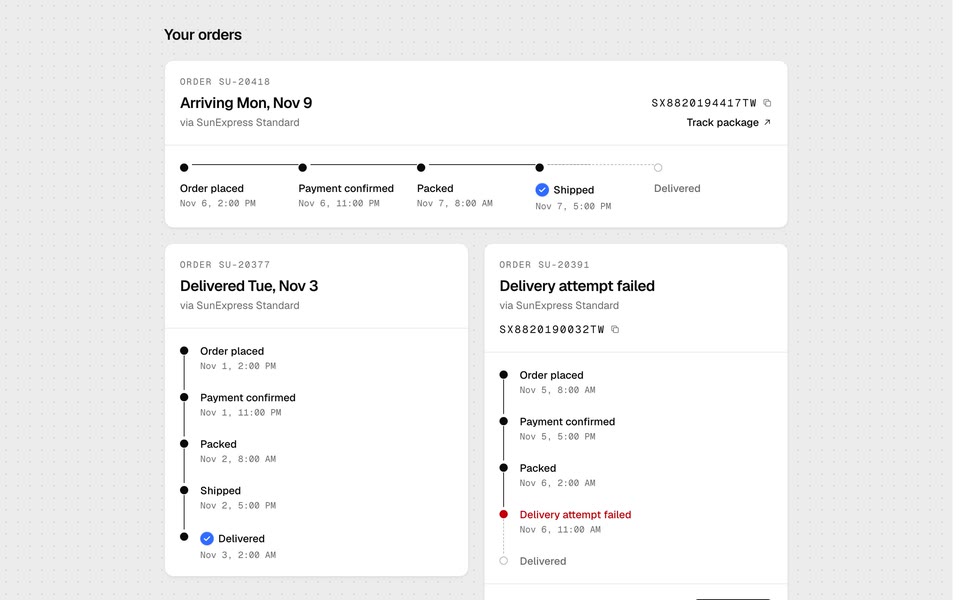 Your orders
ORDER SU-20418
Arriving Mon, Nov 9
SX8820194417TW
via SunExpress Standard
Track package ↗
Order placed
Payment confirmed
Packed
Shipped
Delivered
Nov 6, 2:00 PM
Nov 6, 11:00 PM
Nov 7, 8:00 AM
Nov 7, 5:00 PM
ORDER SU-20377
Delivered Tue, Nov 3
via SunExpress Standard
Order placed
Nov 1, 2:00 PM
Payment confirmed
Nov 1, 11:00 PM
Packed
Nov 2, 8:00 AM
Shipped
Nov 2, 5:00 PM
Delivered
Nov 3, 2:00 AM
ORDER SU-20391
Delivery attempt failed
via SunExpress Standard
SX8820190032TW
Order placed
Nov 5, 8:00 AM
Payment confirmed
Nov 5, 5:00 PM
Packed
Nov 6, 2:00 AM
Delivery attempt failed
Nov 6, 11:00 AM
Delivered